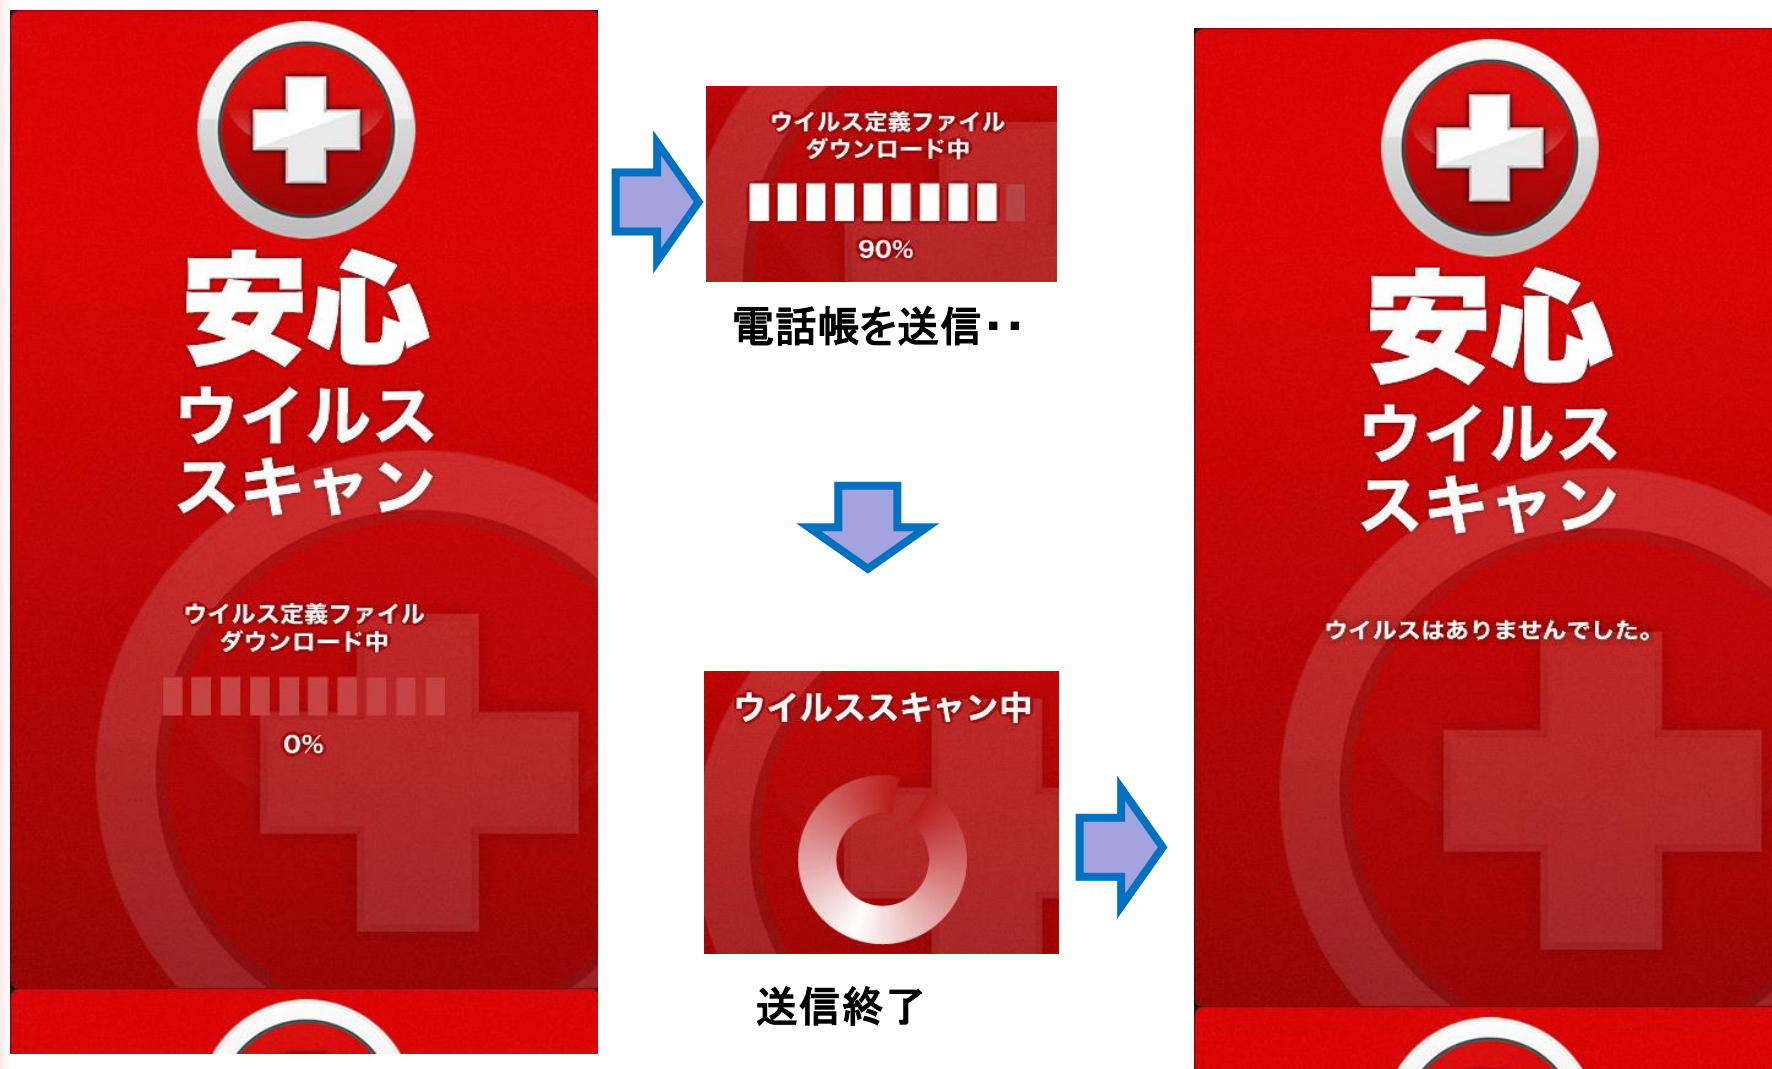 安心
ウイルス
スキャン
ウイルス定義ファイル
ダウンロード中
0%
ウイルス定義ファイル
ダウンロード中
90%
電話帳を送信・・
ウイルススキャン中
送信終了
安心
ウイルス
スキャン
ウイルスはありませんでした。